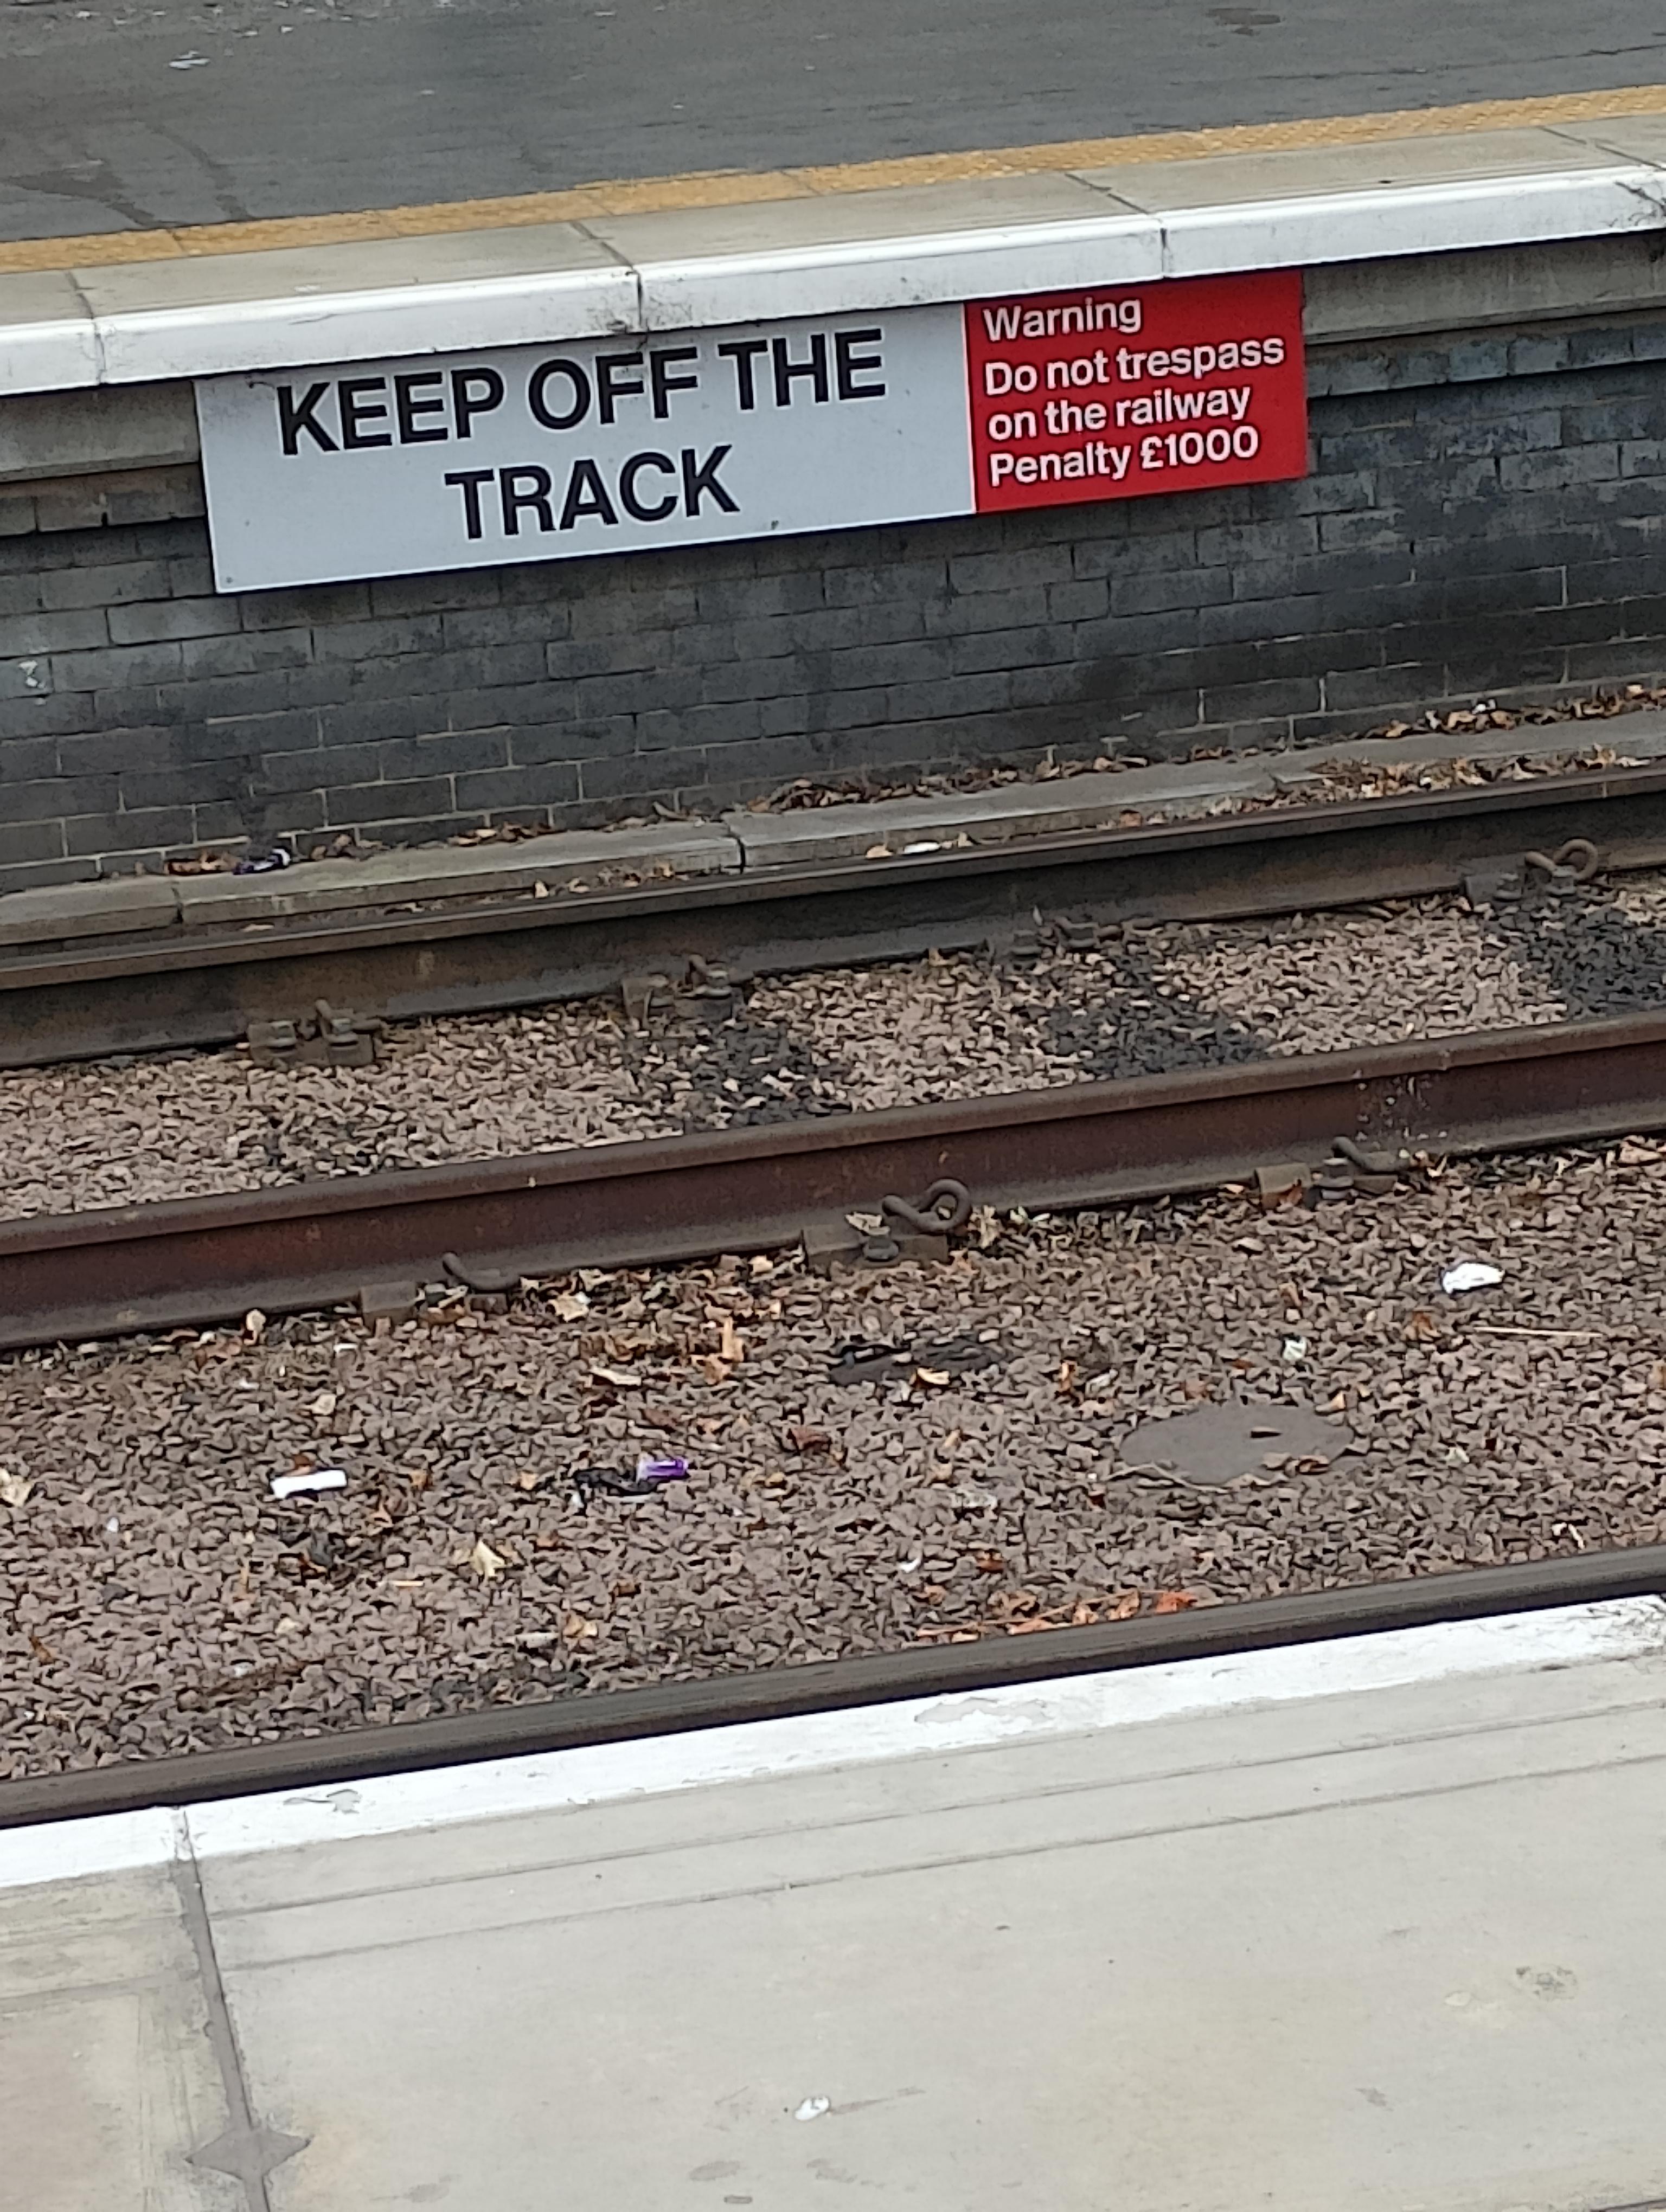 KEEP OFF THE
TRACK
Warning
Do not trespass
on the railway
Penalty £1000